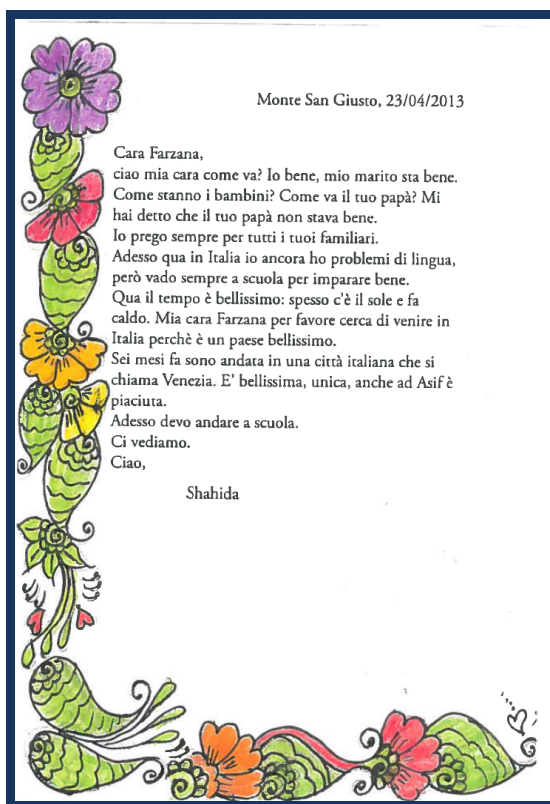 Monte San Giusto, 23/04/2013
Cara Farzana,
ciao mia cara come va? Io bene, mio marito sta bene.
Come stanno i bambini? Come va il tuo papà? Mi
hai detto che il tuo papà non stava bene.
Io prego sempre per tutti i tuoi familiari.
Adesso qua in Italia io ancora ho problemi di lingua,
però vado sempre a scuola per imparare bene.
Qua il tempo è bellissimo: spesso c'è il sole e fa
caldo. Mia cara Farzana per favore cerca di venire in
Italia perchè è un paese bellissimo.
Sei mesi fa sono andata in una città italiana che si
chiama Venezia. E' bellissima, unica, anche ad Asif è
piaciuta.
Adesso devo andare a scuola.
Ci vediamo.
Ciao,
Shahida